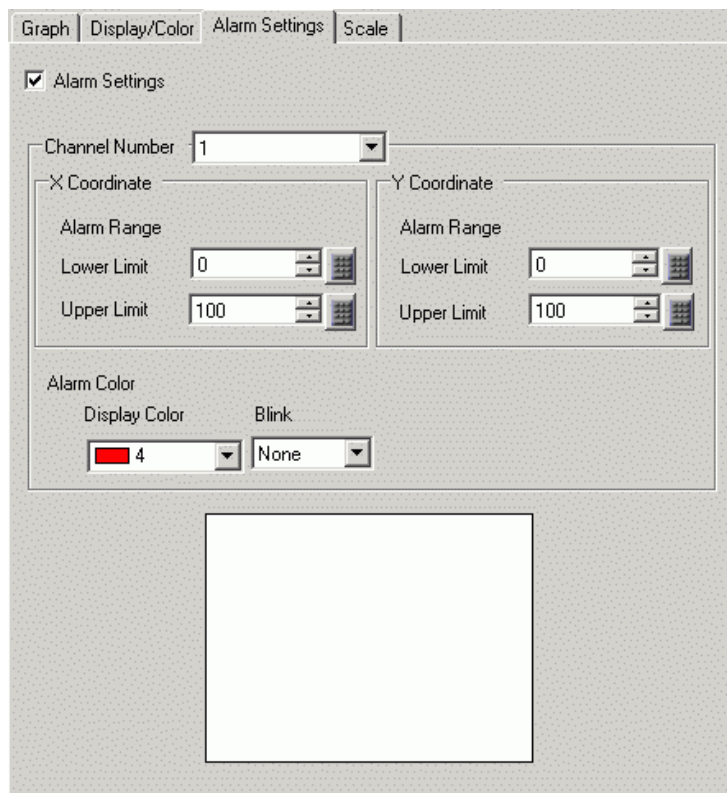 Graph Display/Color Alarm Settings Scale
Alarm Settings
Channel Number 1
X Coordinate Y Coordinate
Alarm Range Alarm Range
Lower Limit 0 Lower Limit 0
Upper Limit 100 Upper Limit 100
Alarm Color
Display Color Blink
4 None